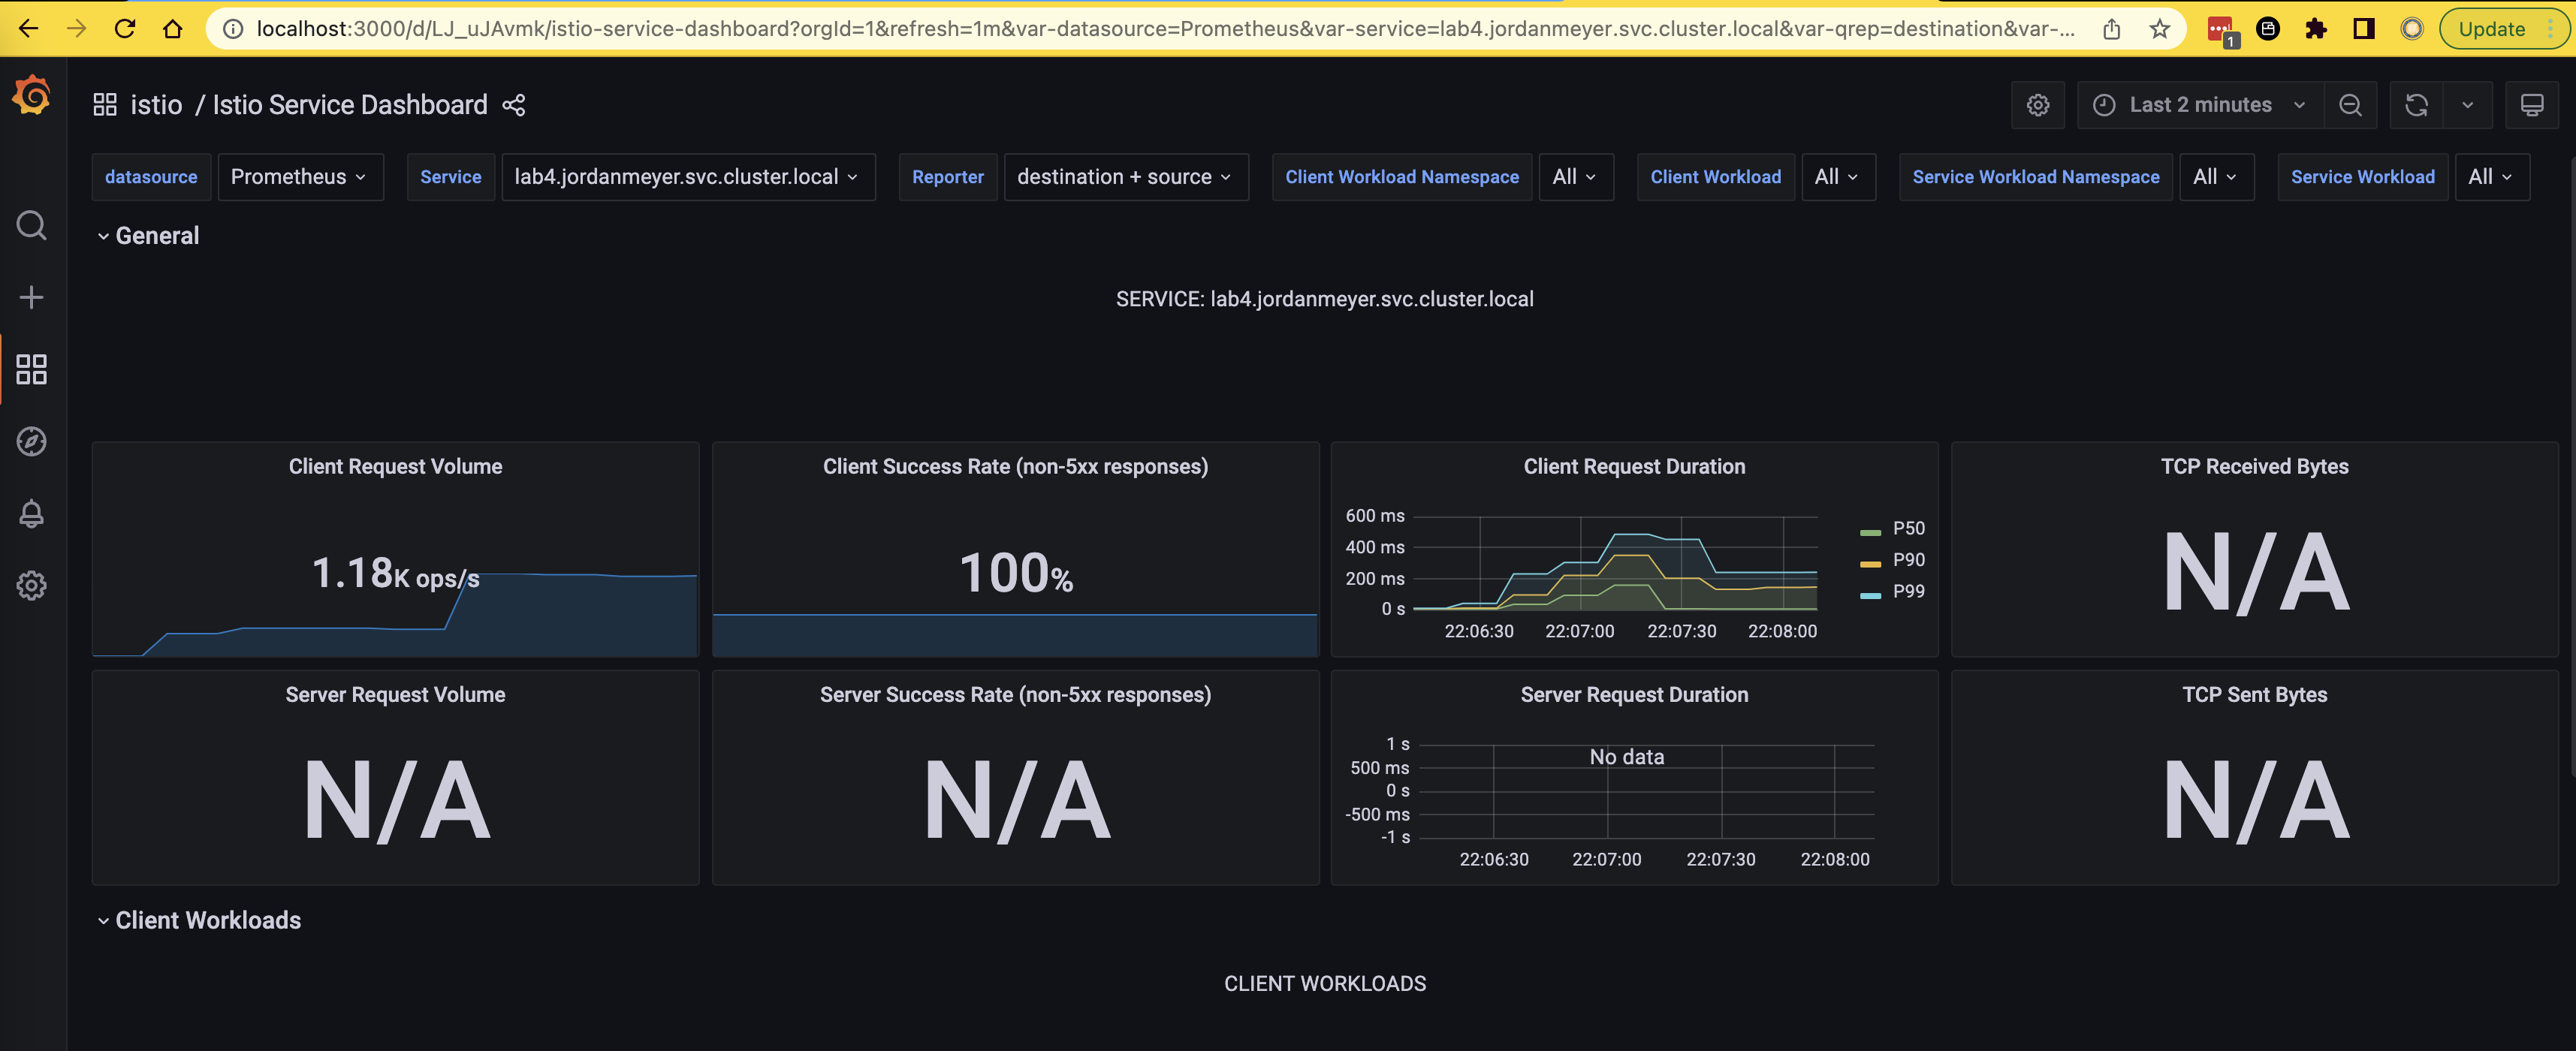 localhost:3000/d/LJ_uJAvmk/istio-service-dashboard?orgId=1&refresh=1m&var-datasource=Prometheus&var-service=lab4.jordanmeyer.svc.cluster.local&var-qrep=destination&var-...
1
Update
istio / Istio Service Dashboard
Last 2 minutes
datasource Prometheus Service lab4.jordanmeyer.svc.cluster.local Reporter destination + source Client Workload Namespace All Client Workload All Service Workload Namespace All Service Workload All
General
SERVICE: lab4.jordanmeyer.svc.cluster.local
Client Request Volume
1.18K ops/s
Client Success Rate (non-5xx responses)
100%
Client Request Duration
600 ms
400 ms
200 ms
0 s
22:06:30 22:07:00 22:07:30 22:08:00
P50
P90
P99
TCP Received Bytes
N/A
Server Request Volume
N/A
Server Success Rate (non-5xx responses)
N/A
Server Request Duration
1 s
500 ms
0 s
-500 ms
-1 s
No data
22:06:30 22:07:00 22:07:30 22:08:00
TCP Sent Bytes
N/A
Client Workloads
CLIENT WORKLOADS